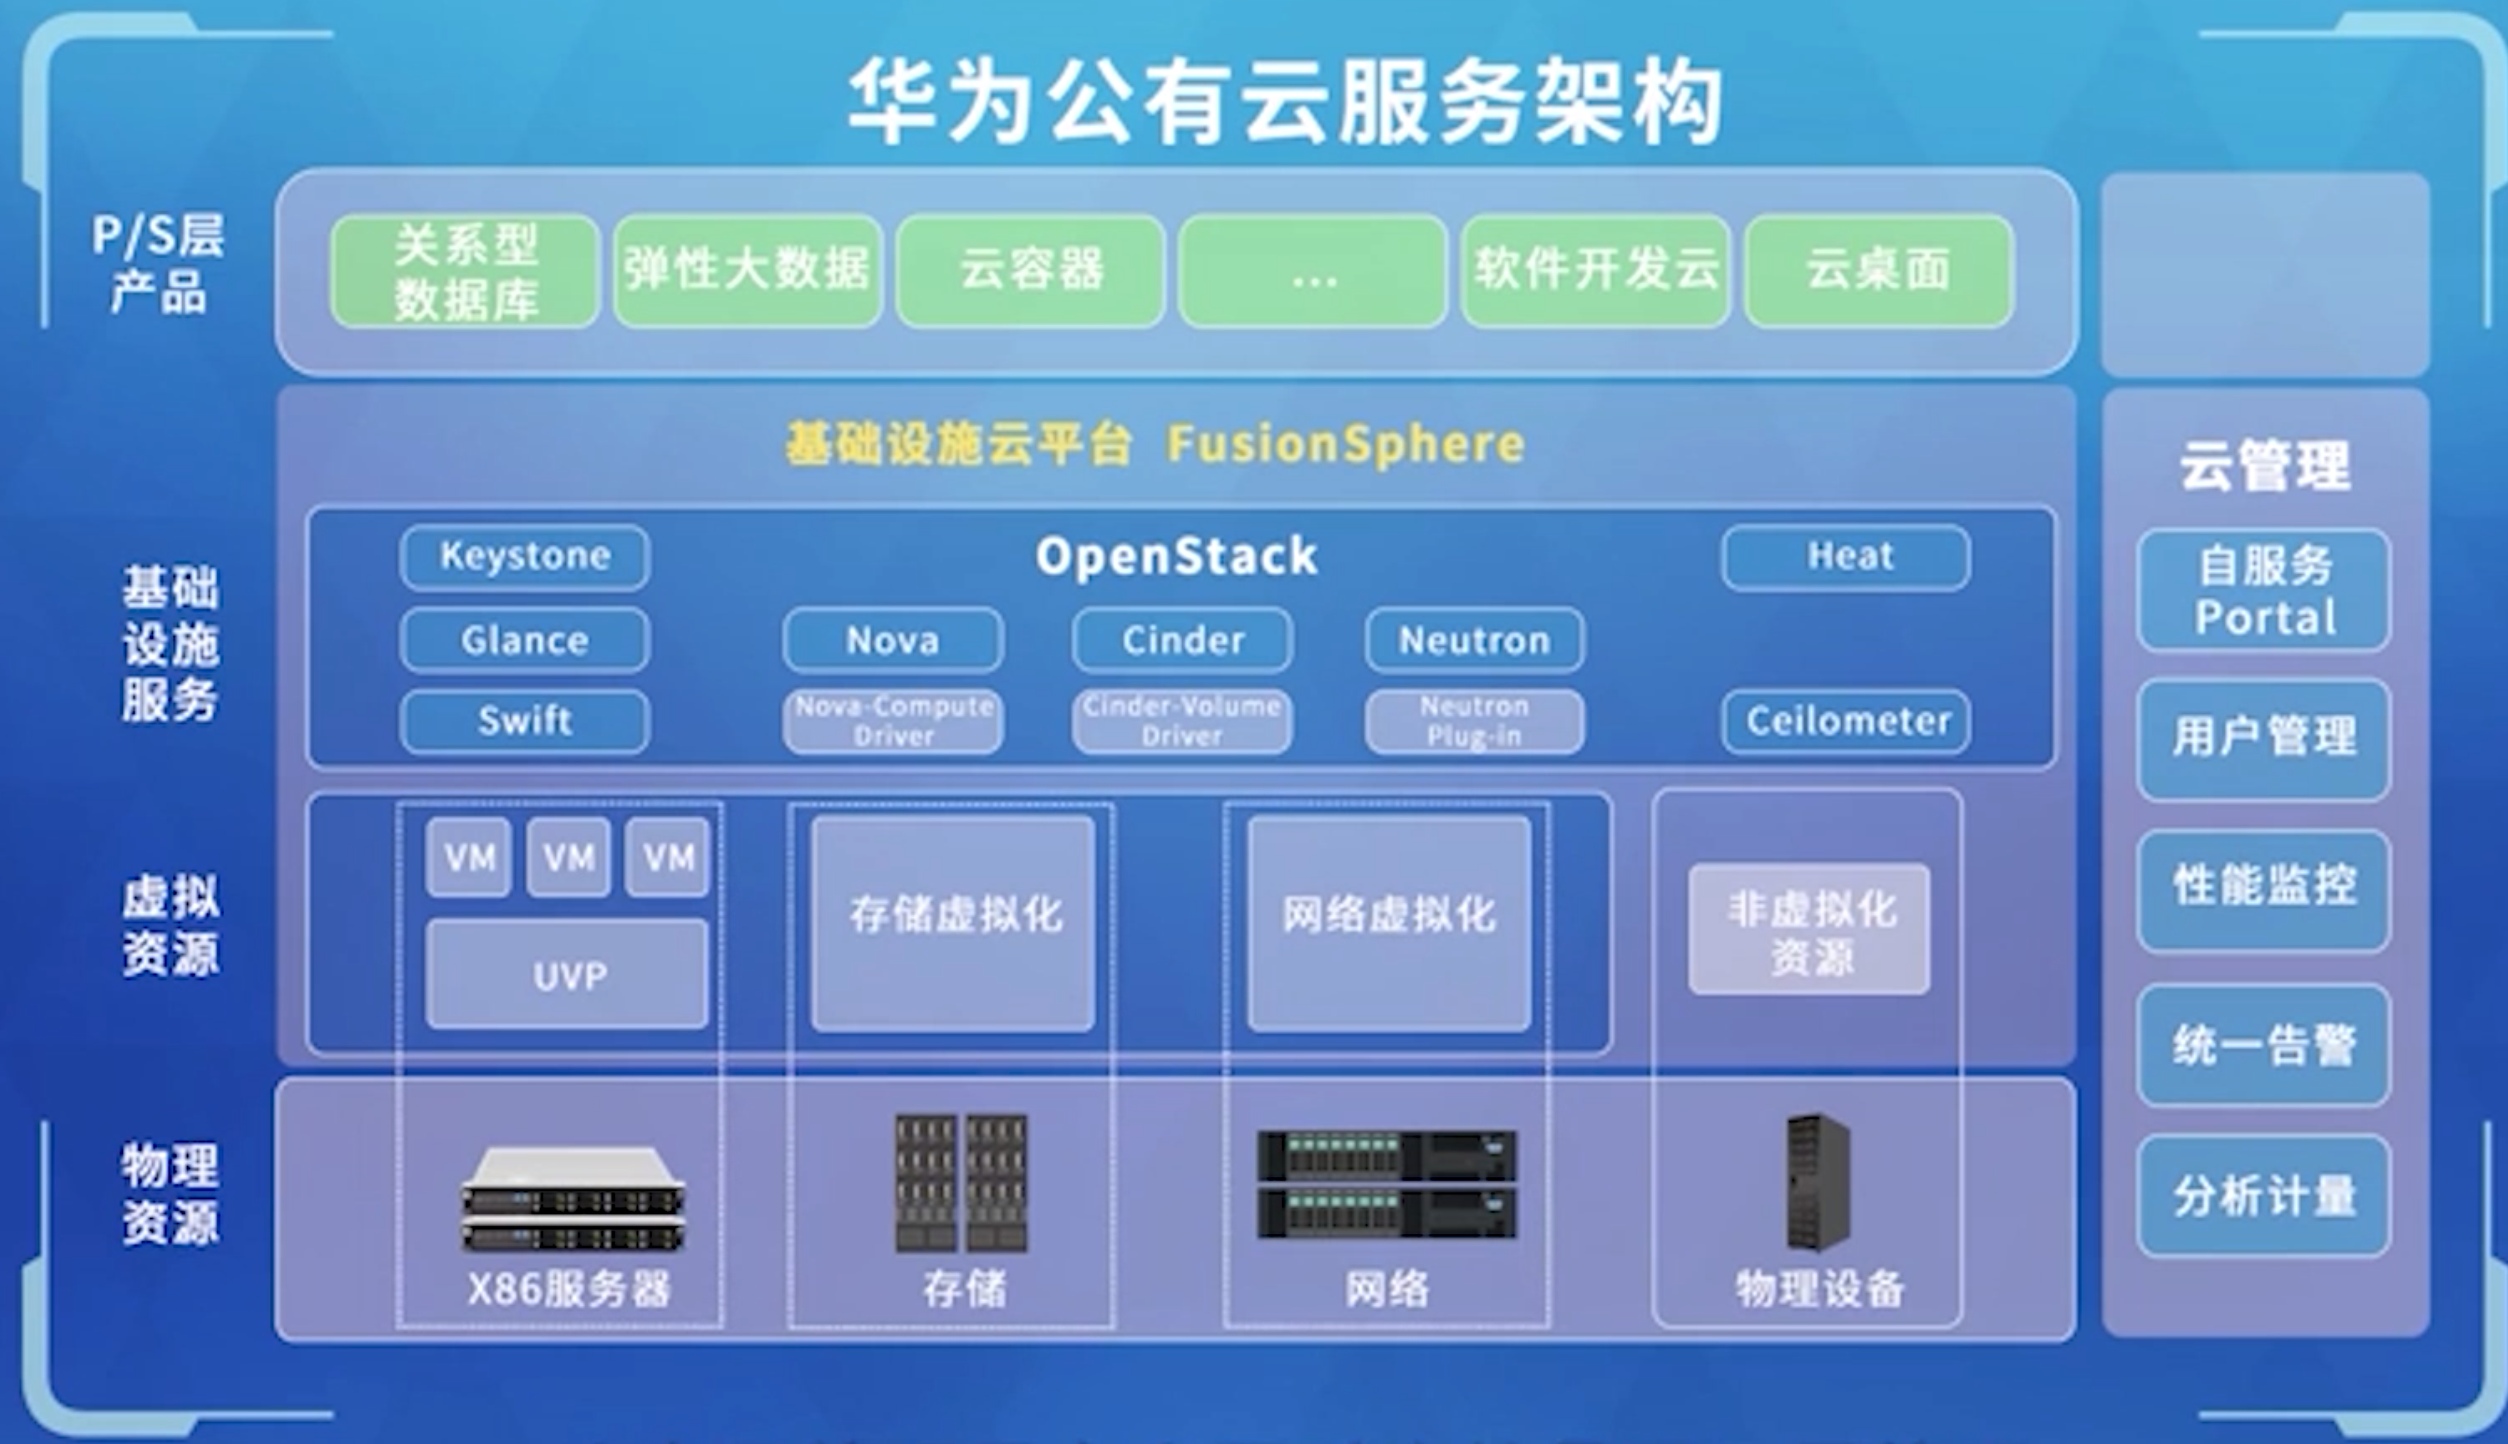 华为公有云服务架构
P/S层
产品
关系型
数据库
弹性大数据
云容器
...
软件开发云
云桌面
基础设施云平台 FusionSphere
基础
设施
服务
OpenStack
Keystone
Glance
Swift
Nova
Nova-Compute
Driver
Cinder
Cinder-Volume
Driver
Neutron
Neutron
Plug-in
Heat
Ceilometer
虚拟
资源
VM
VM
VM
UVP
存储虚拟化
网络虚拟化
非虚拟化
资源
物理
资源
X86服务器
存储
网络
物理设备
云管理
自服务
Portal
用户管理
性能监控
统一告警
分析计量